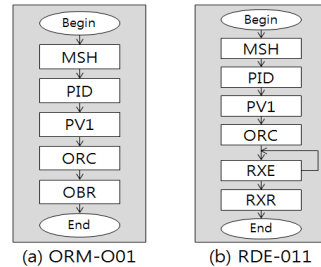 Begin
MSH
PID
PV1
ORC
OBR
End
(a) ORM-O01
Begin
MSH
PID
PV1
ORC
RXE
RXR
End
(b) RDE-011